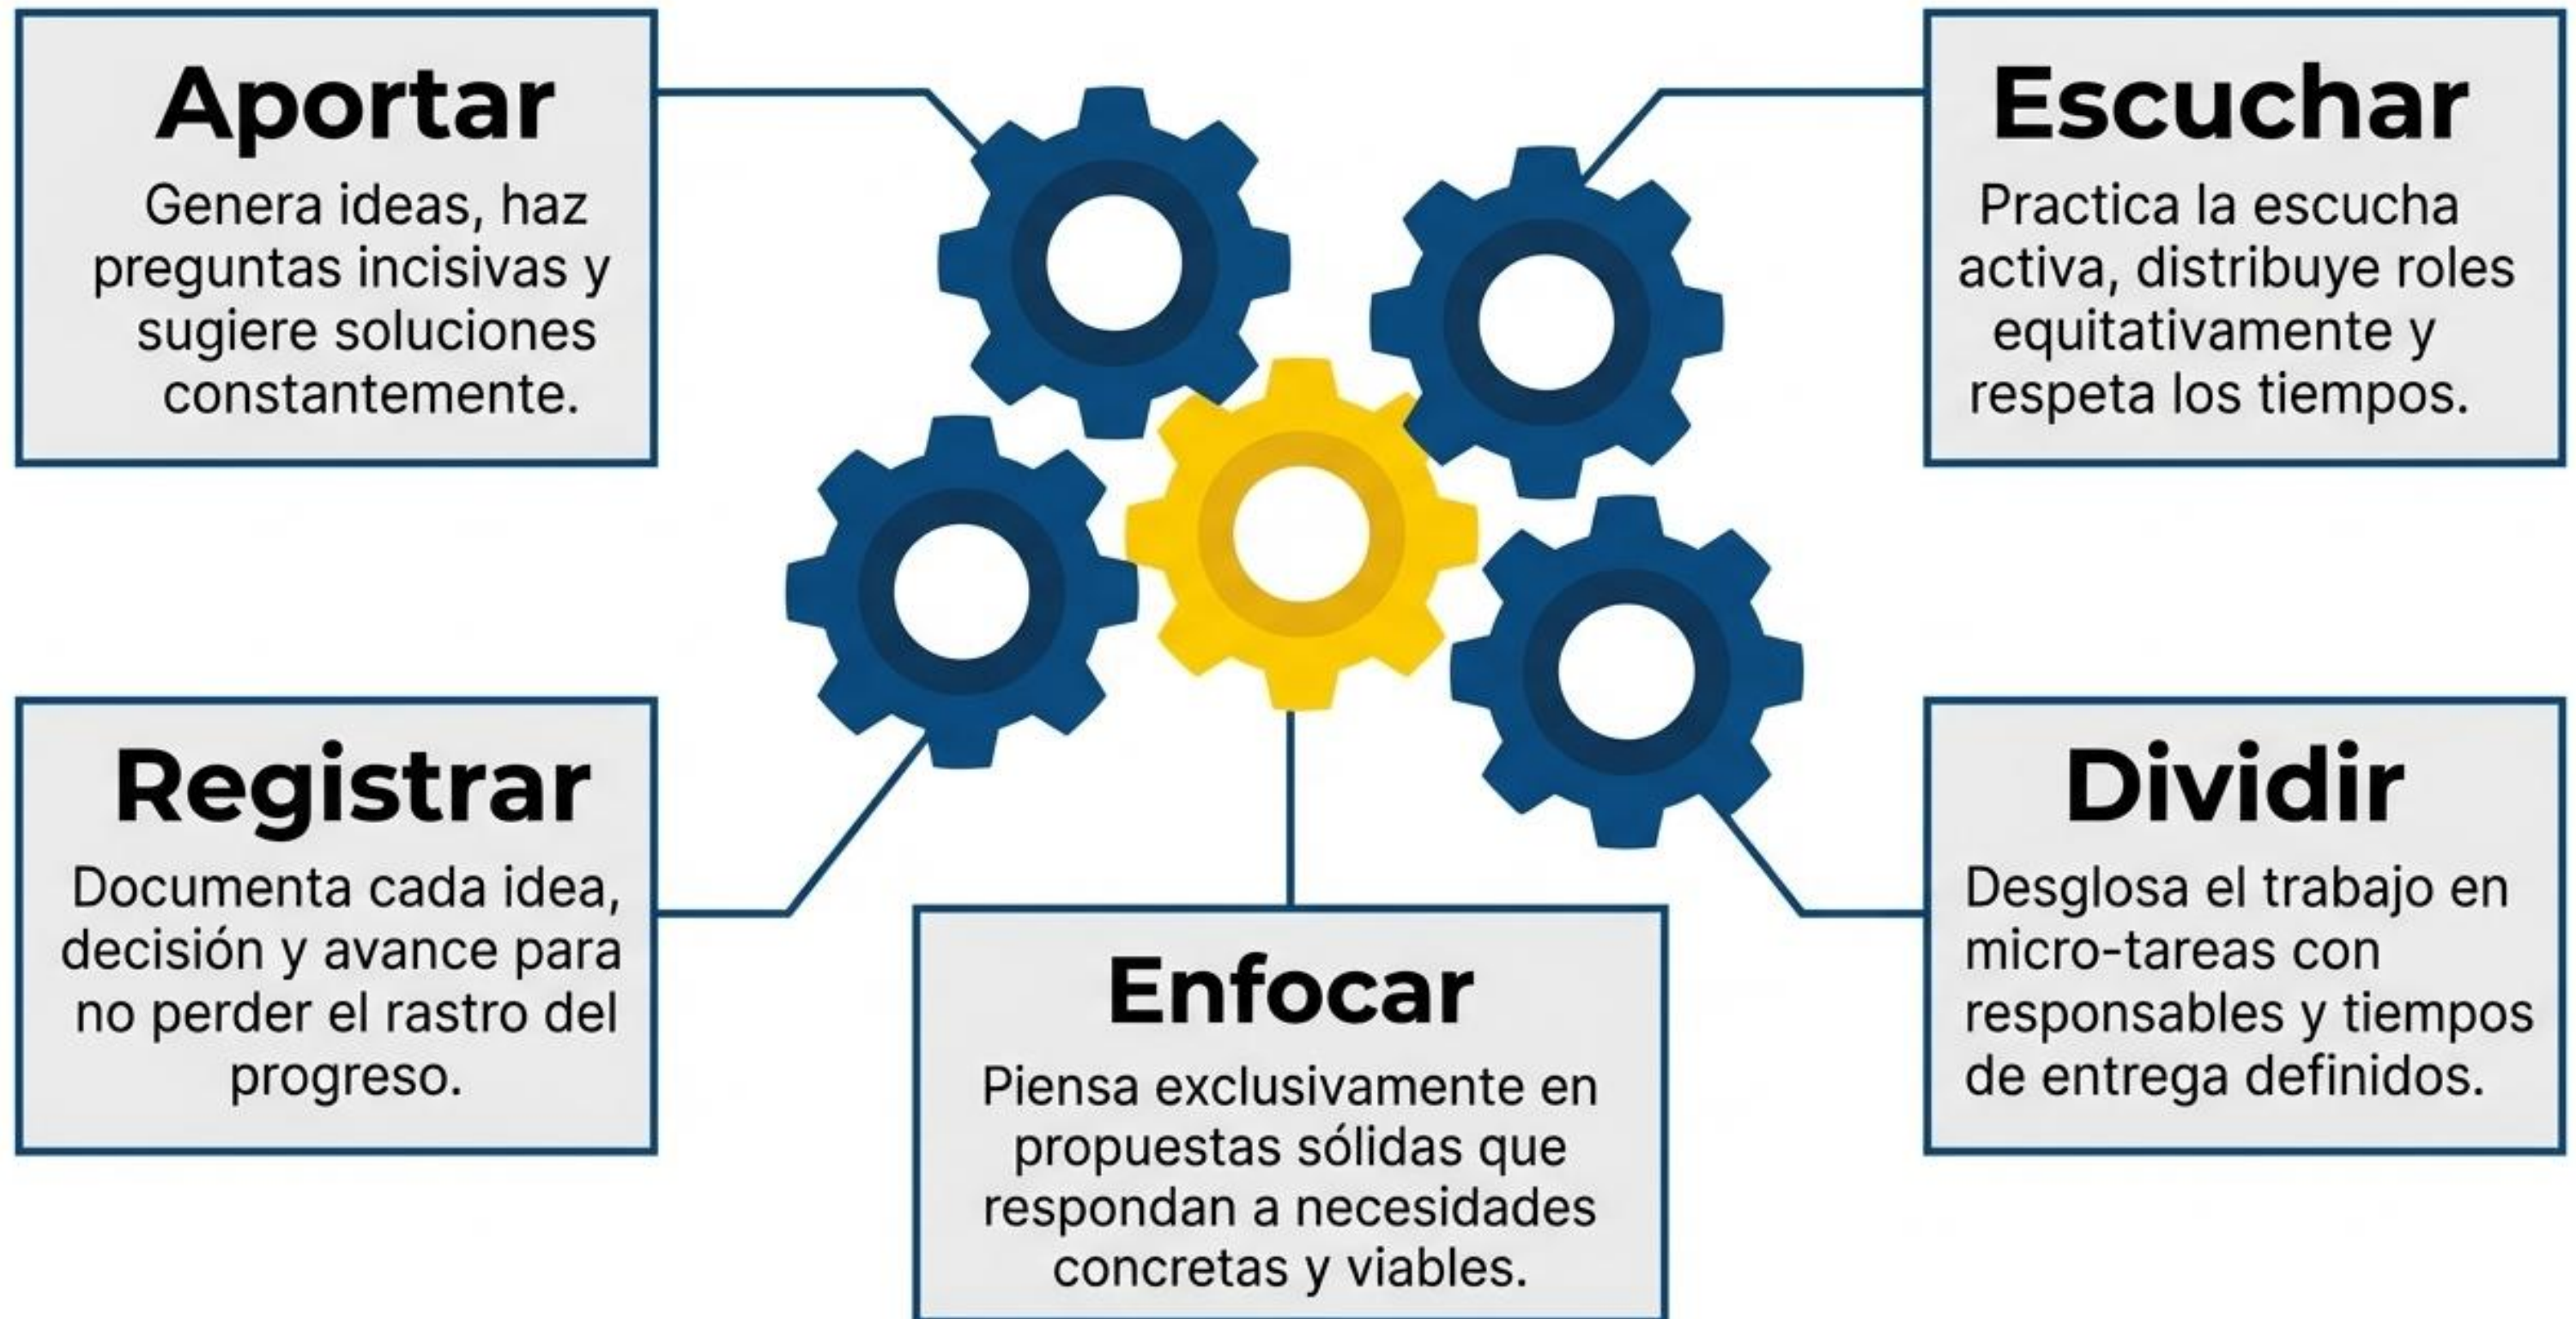 Aportar
Genera ideas, haz
preguntas incisivas y
sugiere soluciones
constantemente.
Escuchar
Practica la escucha
activa, distribuye roles
equitativamente y
respeta los tiempos.
Registrar
Documenta cada idea,
decisión y avance para
no perder el rastro del
progreso.
Enfocar
Piensa exclusivamente en
propuestas sólidas que
respondan a necesidades
concretas y viables.
Dividir
Desglosa el trabajo en
micro-tareas con
responsables y tiempos
de entrega definidos.